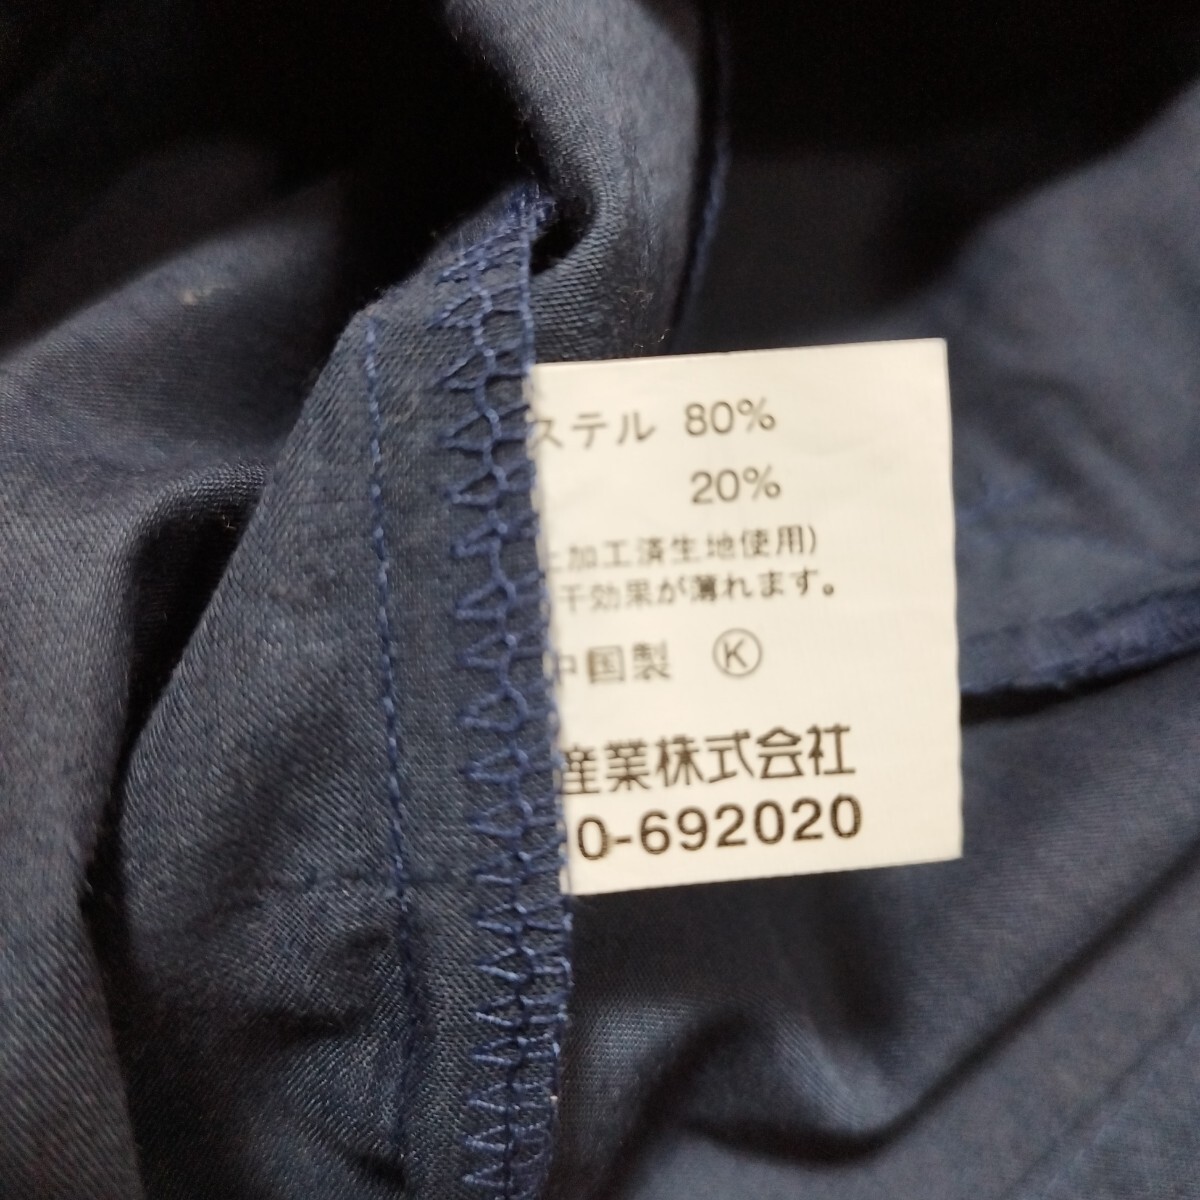 ステル 80%
20%
加工済生地使用)
干効果が薄れます。
中国製 Ⓚ
産業株式会社
0-692020